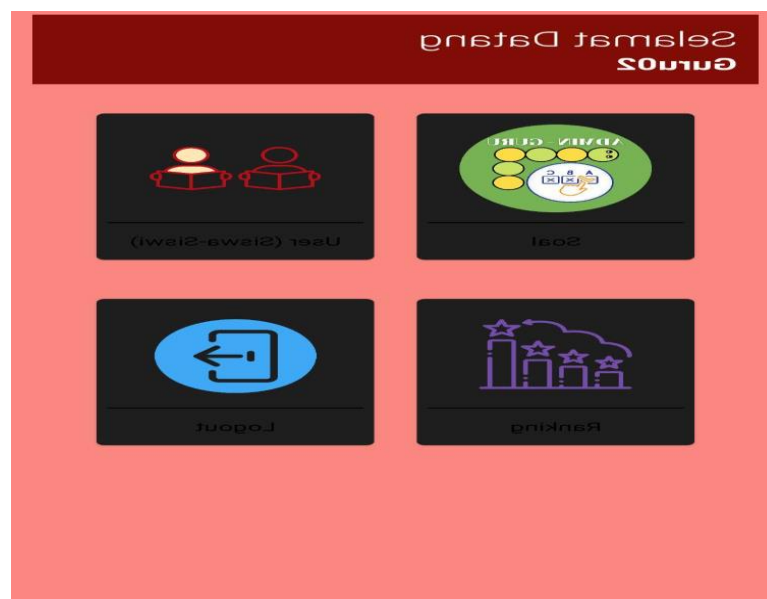 Selamat Datang
Guru02
ADMIN - GURU
A B C
Soal
User (Siswa-Siswi)
Ranking
Logout